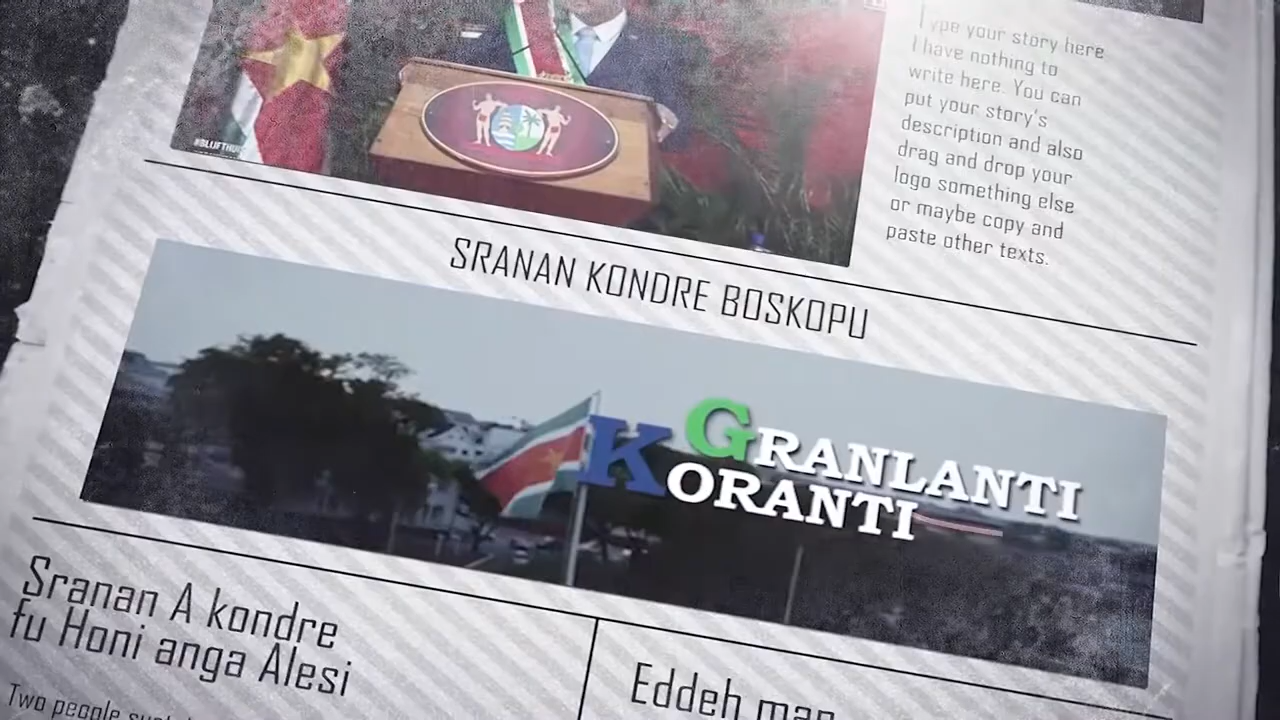 Type your story here
I have nothing to
write here. You can
put your story's
description and also
drag and drop your
logo something else
or maybe copy and
paste other texts.
SRANAN KONDRE BOSKOPU
GRANLANTI
KORANTI
Sranan A kondre
fu Honi anga Alesi
Eddeh man
Two people